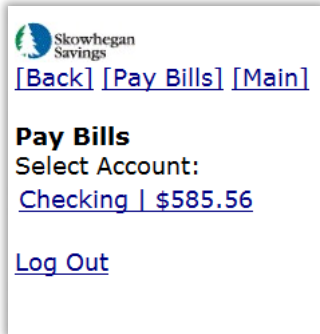 Skowhegan
Savings
[Back] [Pay Bills] [Main]
Pay Bills
Select Account:
Checking | $585.56
Log Out